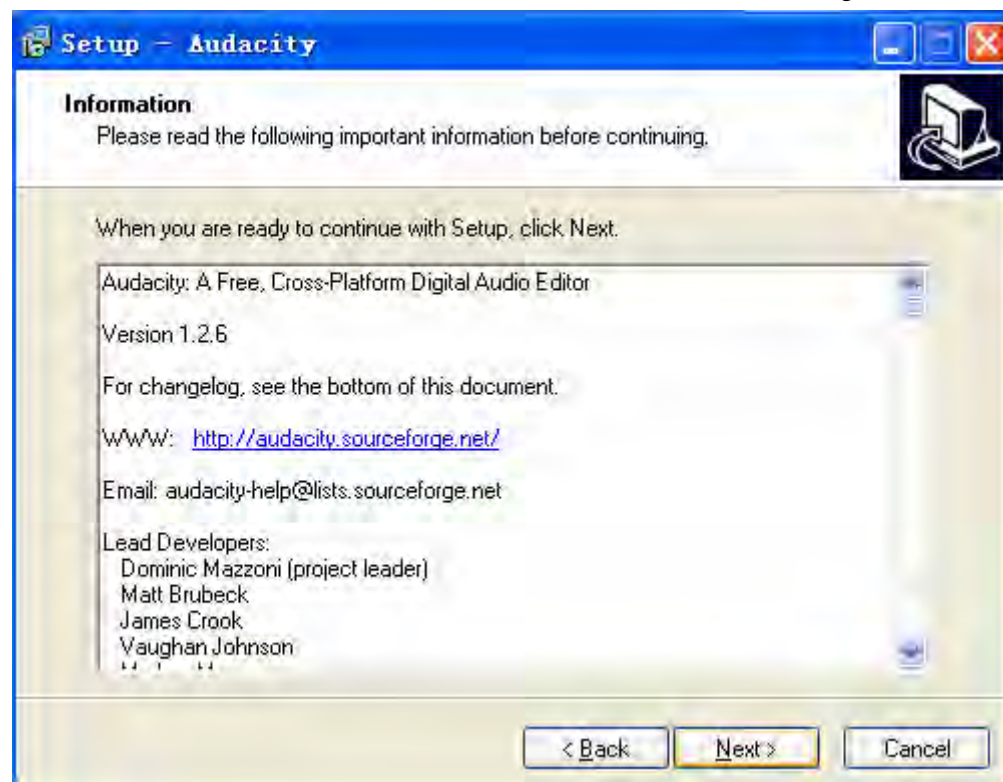 Setup - Audacity
Information
Please read the following important information before continuing.
When you are ready to continue with Setup, click Next.
Audacity: A Free, Cross-Platform Digital Audio Editor
Version 1.2.6
For changelog, see the bottom of this document.
WWW: http://audacity.sourceforge.net/
Email: audacity-help@lists.sourceforge.net
Lead Developers:
Dominic Mazzoni (project leader)
Matt Brubeck
James Crook
Vaughan Johnson
< Back
Next >
Cancel